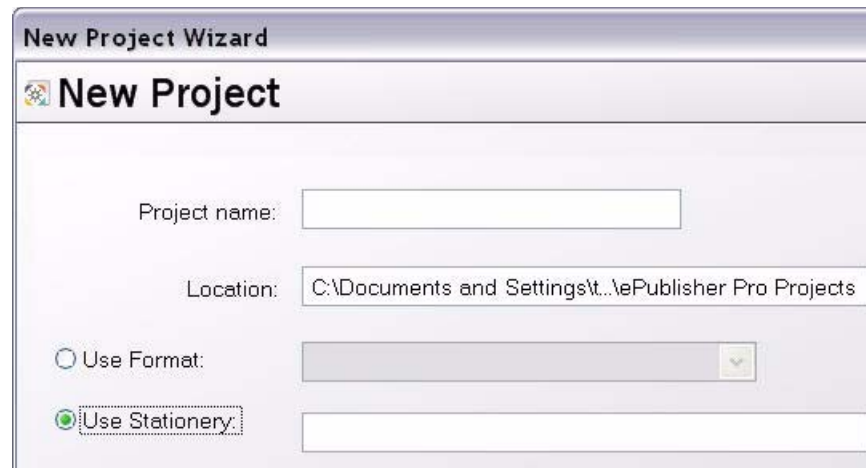 New Project Wizard
New Project
Project name:
Location: C:\Documents and Settings\t...\ePublisher Pro Projects
Use Format:
Use Stationery: